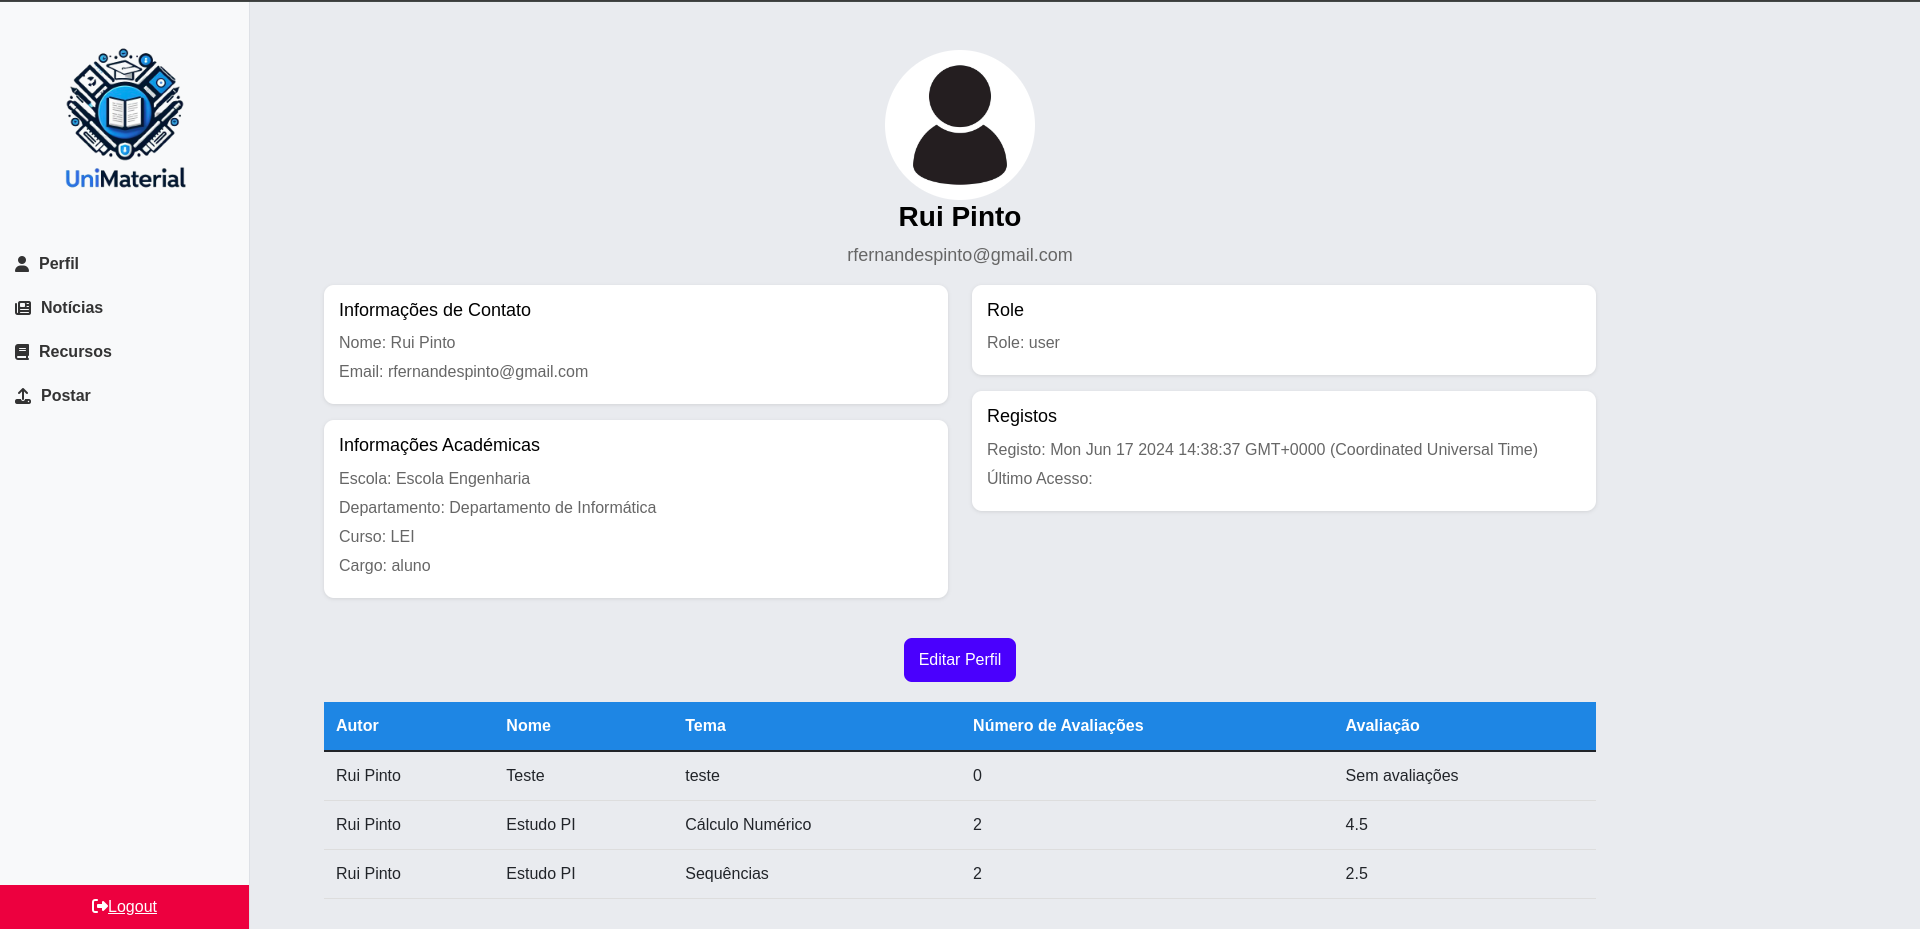 UniMaterial
Perfil
Notícias
Recursos
Postar
Logout
Rui Pinto
rfernandespinto@gmail.com
Informações de Contato
Nome: Rui Pinto
Email: rfernandespinto@gmail.com
Informações Académicas
Escola: Escola Engenharia
Departamento: Departamento de Informática
Curso: LEI
Cargo: aluno
Role
Role: user
Registos
Registo: Mon Jun 17 2024 14:38:37 GMT+0000 (Coordinated Universal Time)
Último Acesso:
Editar Perfil
Autor Nome Tema Número de Avaliações Avaliação
Rui Pinto Teste teste 0 Sem avaliações
Rui Pinto Estudo PI Cálculo Numérico 2 4.5
Rui Pinto Estudo PI Sequências 2 2.5